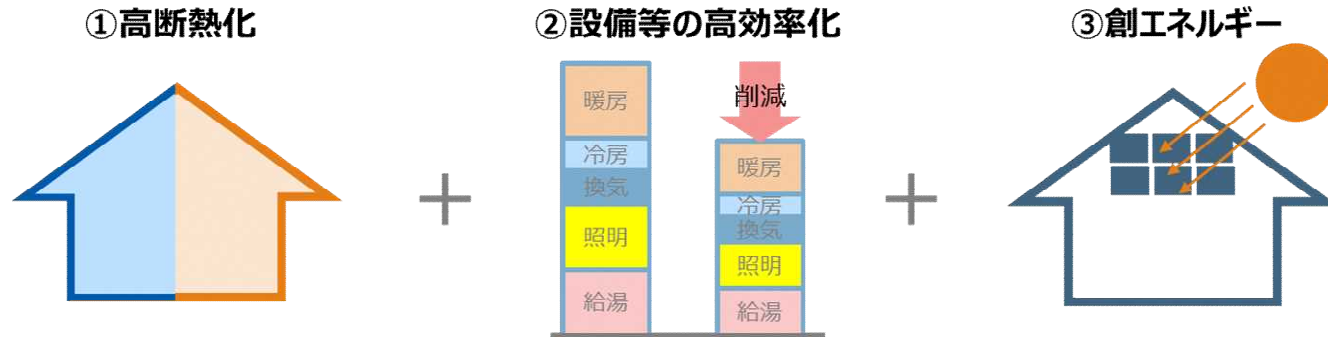 ①高断熱化
②設備等の高効率化
③創エネルギー
暖房
冷房
換気
照明
給湯
削減
暖房
冷房
換気
照明
給湯